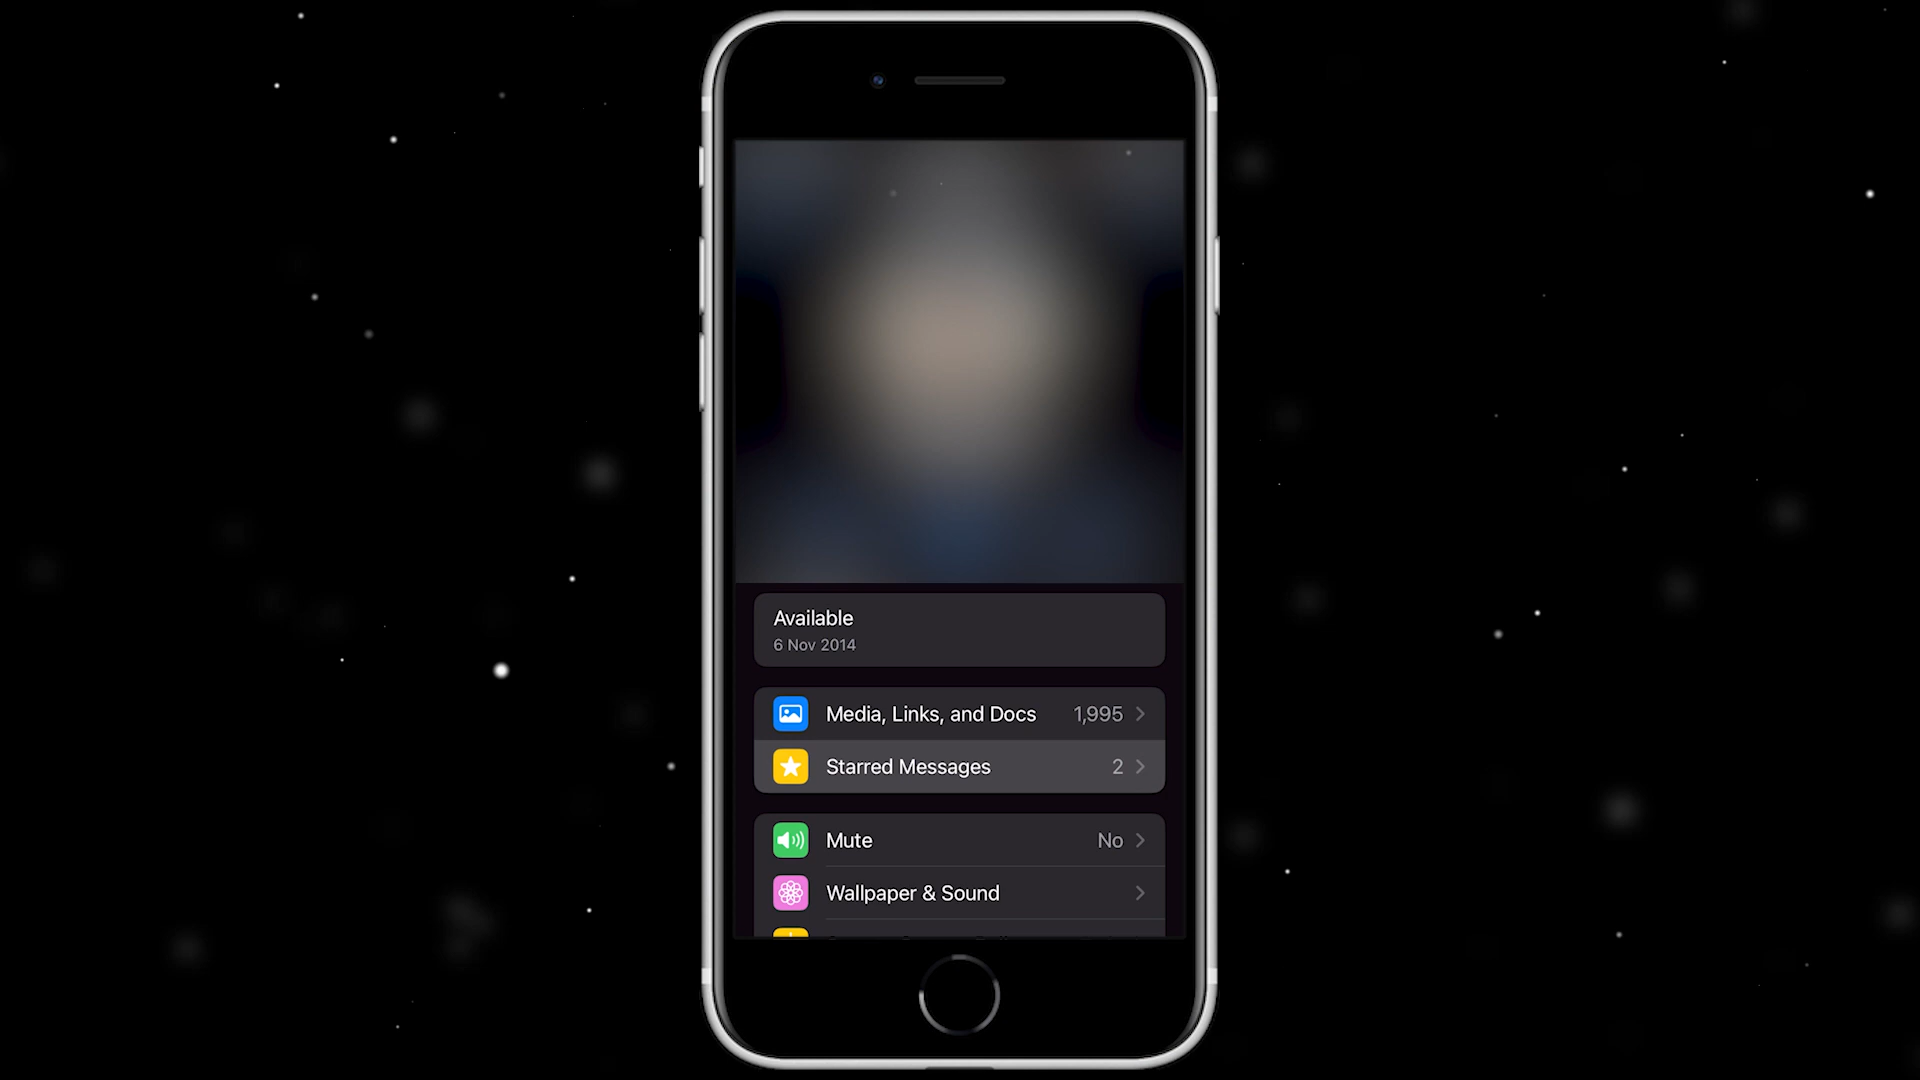 Available
6 Nov 2014
Media, Links, and Docs 1,995
Starred Messages 2
Mute No
Wallpaper & Sound